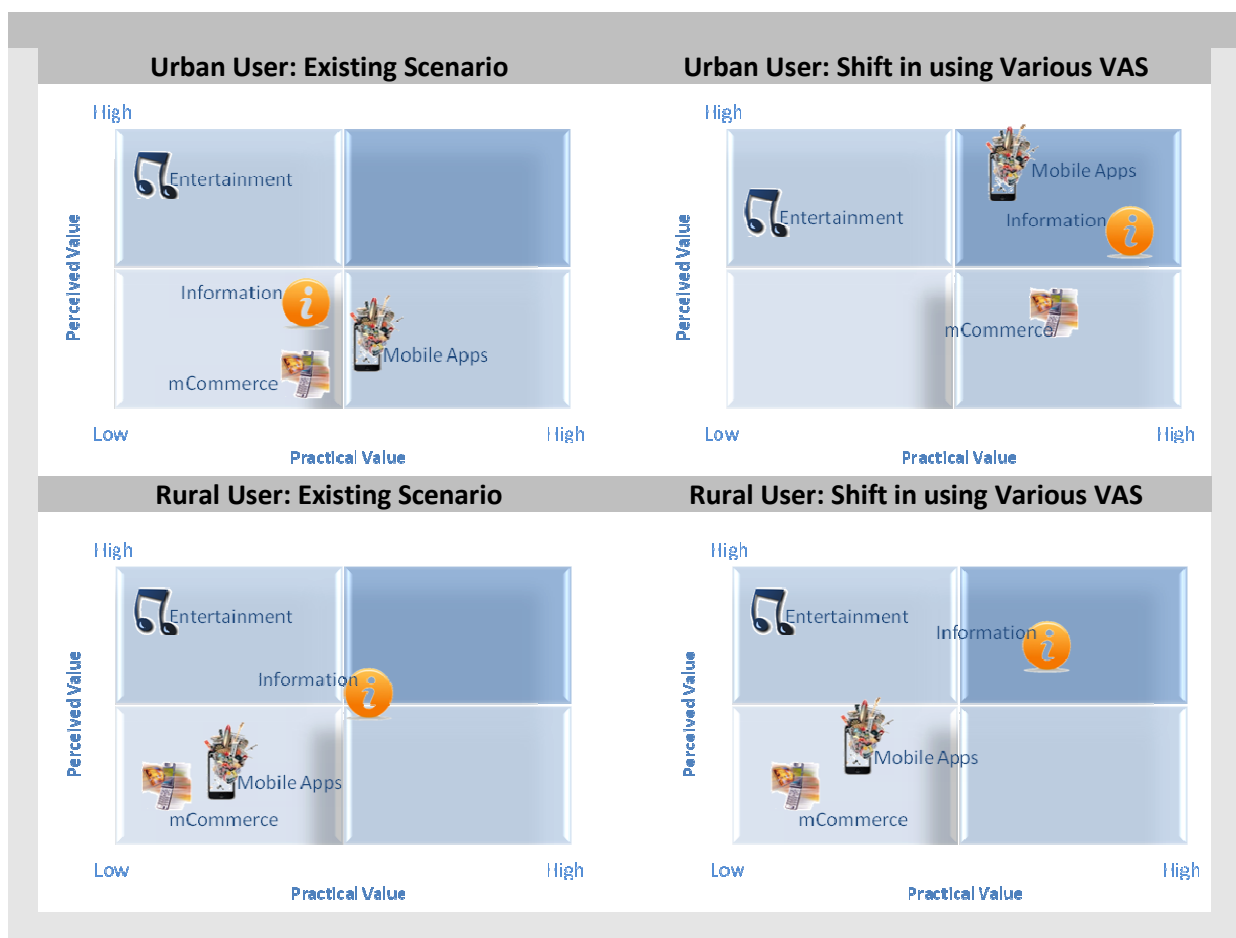 Urban User: Existing Scenario
High
Entertainment
Information
Mobile Apps
mCommerce
Perceived Value
Low
High
Practical Value
Urban User: Shift in using Various VAS
High
Mobile Apps
Entertainment
Information
mCommerce
Perceived Value
Low
High
Practical Value
Rural User: Existing Scenario
High
Entertainment
Information
Mobile Apps
mCommerce
Perceived Value
Low
High
Practical Value
Rural User: Shift in using Various VAS
High
Entertainment
Information
Mobile Apps
mCommerce
Perceived Value
Low
High
Practical Value